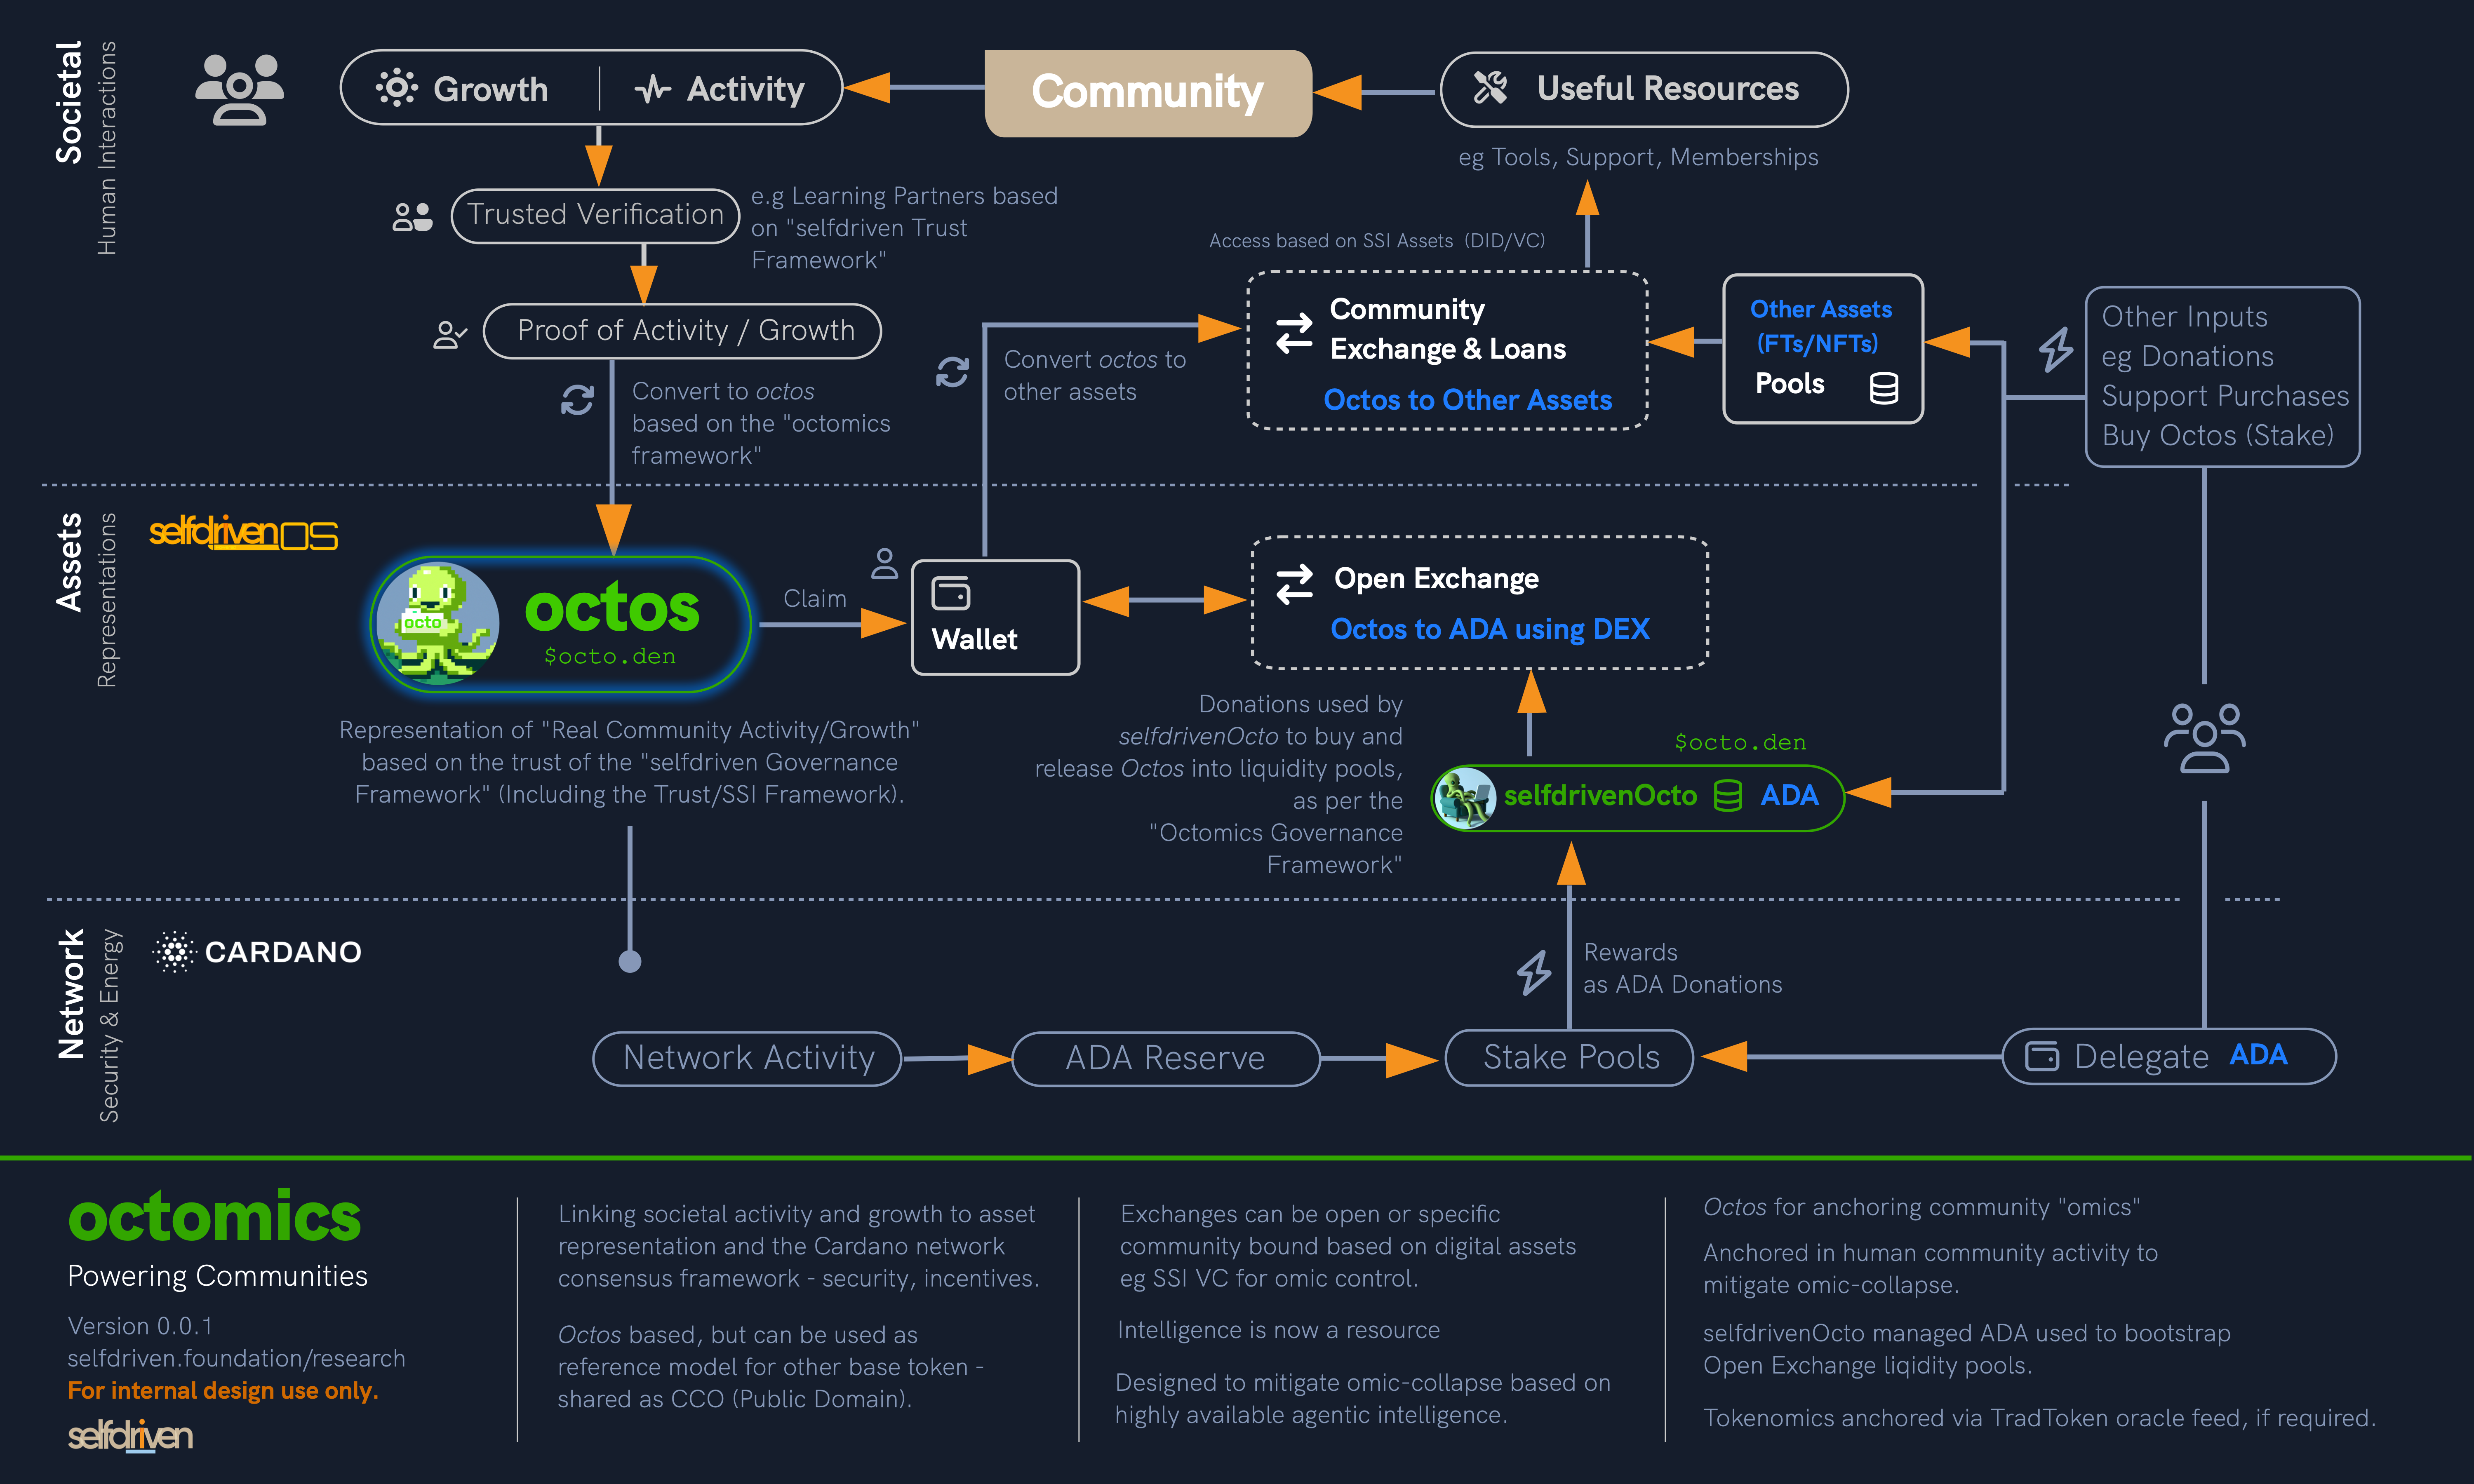 Societal
Human Interactions
Growth
Activity
Community
Useful Resources
eg Tools, Support, Memberships
Trusted Verification
e.g Learning Partners based
on "selfdriven Trust
Framework"
Access based on SSI Assets (DID/VC)
Proof of Activity / Growth
Convert to octos
based on the "octomics
framework"
Convert octos to
other assets
Community
Exchange & Loans
Octos to Other Assets
Other Assets
(FTs/NFTs)
Pools
Other Inputs
eg Donations
Support Purchases
Buy Octos (Stake)
Assets
Representations
selfdriven OS
octo
octos
$octo.den
Claim
Wallet
Open Exchange
Octos to ADA using DEX
Representation of "Real Community Activity/Growth"
based on the trust of the "selfdriven Governance
Framework" (Including the Trust/SSI Framework).
Donations used by
selfdrivenOcto to buy and
release Octos into liquidity pools,
as per the
"Octomics Governance
Framework"
$octo.den
selfdrivenOcto
ADA
Network
Security & Energy
CARDANO
Rewards
as ADA Donations
Network Activity
ADA Reserve
Stake Pools
Delegate ADA
octomics
Powering Communities
Version 0.0.1
selfdriven.foundation/research
For internal design use only.
selfdriven
Linking societal activity and growth to asset
representation and the Cardano network
consensus framework - security, incentives.
Octos based, but can be used as
reference model for other base token -
shared as CCO (Public Domain).
Exchanges can be open or specific
community bound based on digital assets
eg SSI VC for omic control.
Intelligence is now a resource
Designed to mitigate omic-collapse based on
highly available agentic intelligence.
Octos for anchoring community "omics"
Anchored in human community activity to
mitigate omic-collapse.
selfdrivenOcto managed ADA used to bootstrap
Open Exchange liqidity pools.
Tokenomics anchored via TradToken oracle feed, if required.